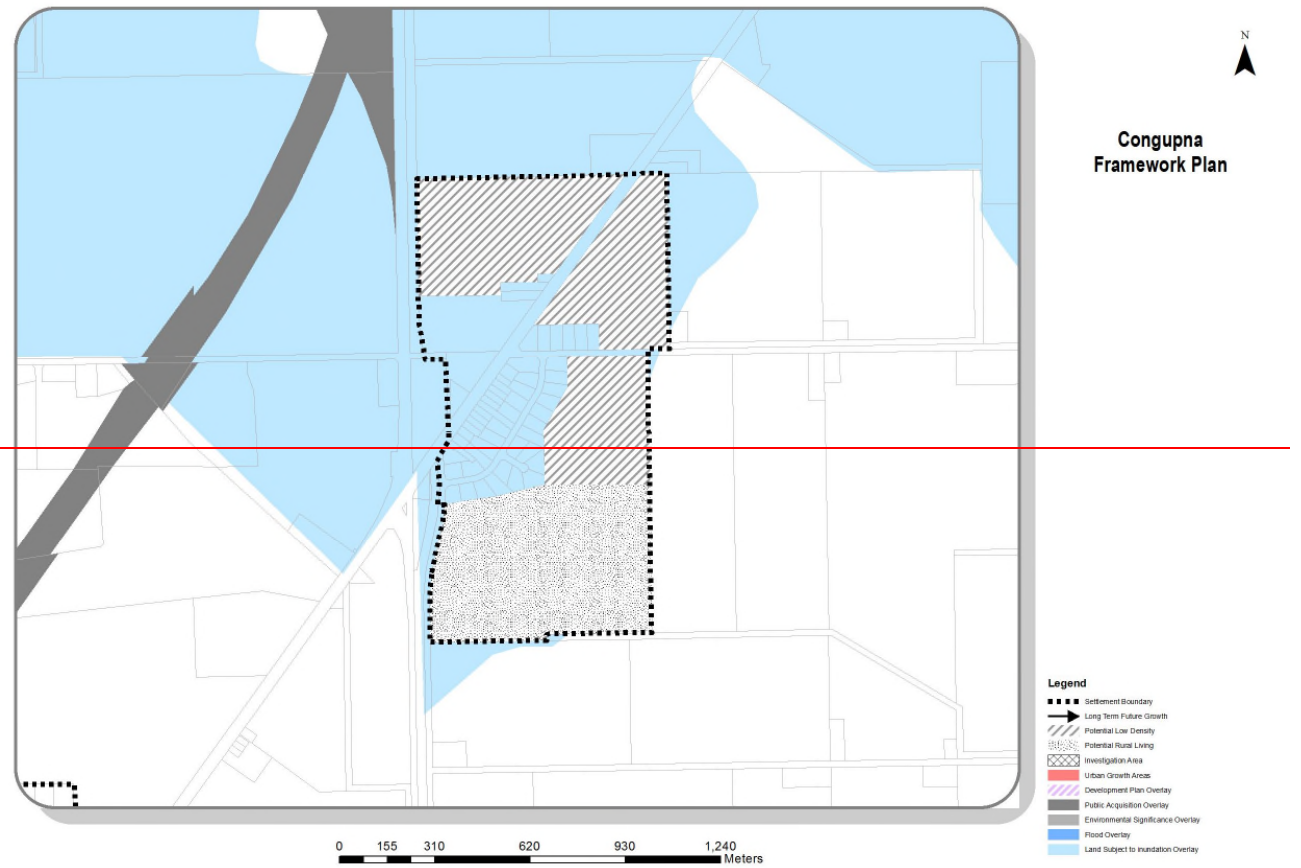 N
Congupna
Framework Plan
Legend
Settlement Boundary
Long Term Future Growth
Potential Low Density
Potential Rural Living
Investigation Area
Urban Growth Areas
Development Plan Overlay
Public Acquisition Overlay
Environmental Significance Overlay
Flood Overlay
Land Subject to Inundation Overlay
0 155 310 620 930 1,240
Meters